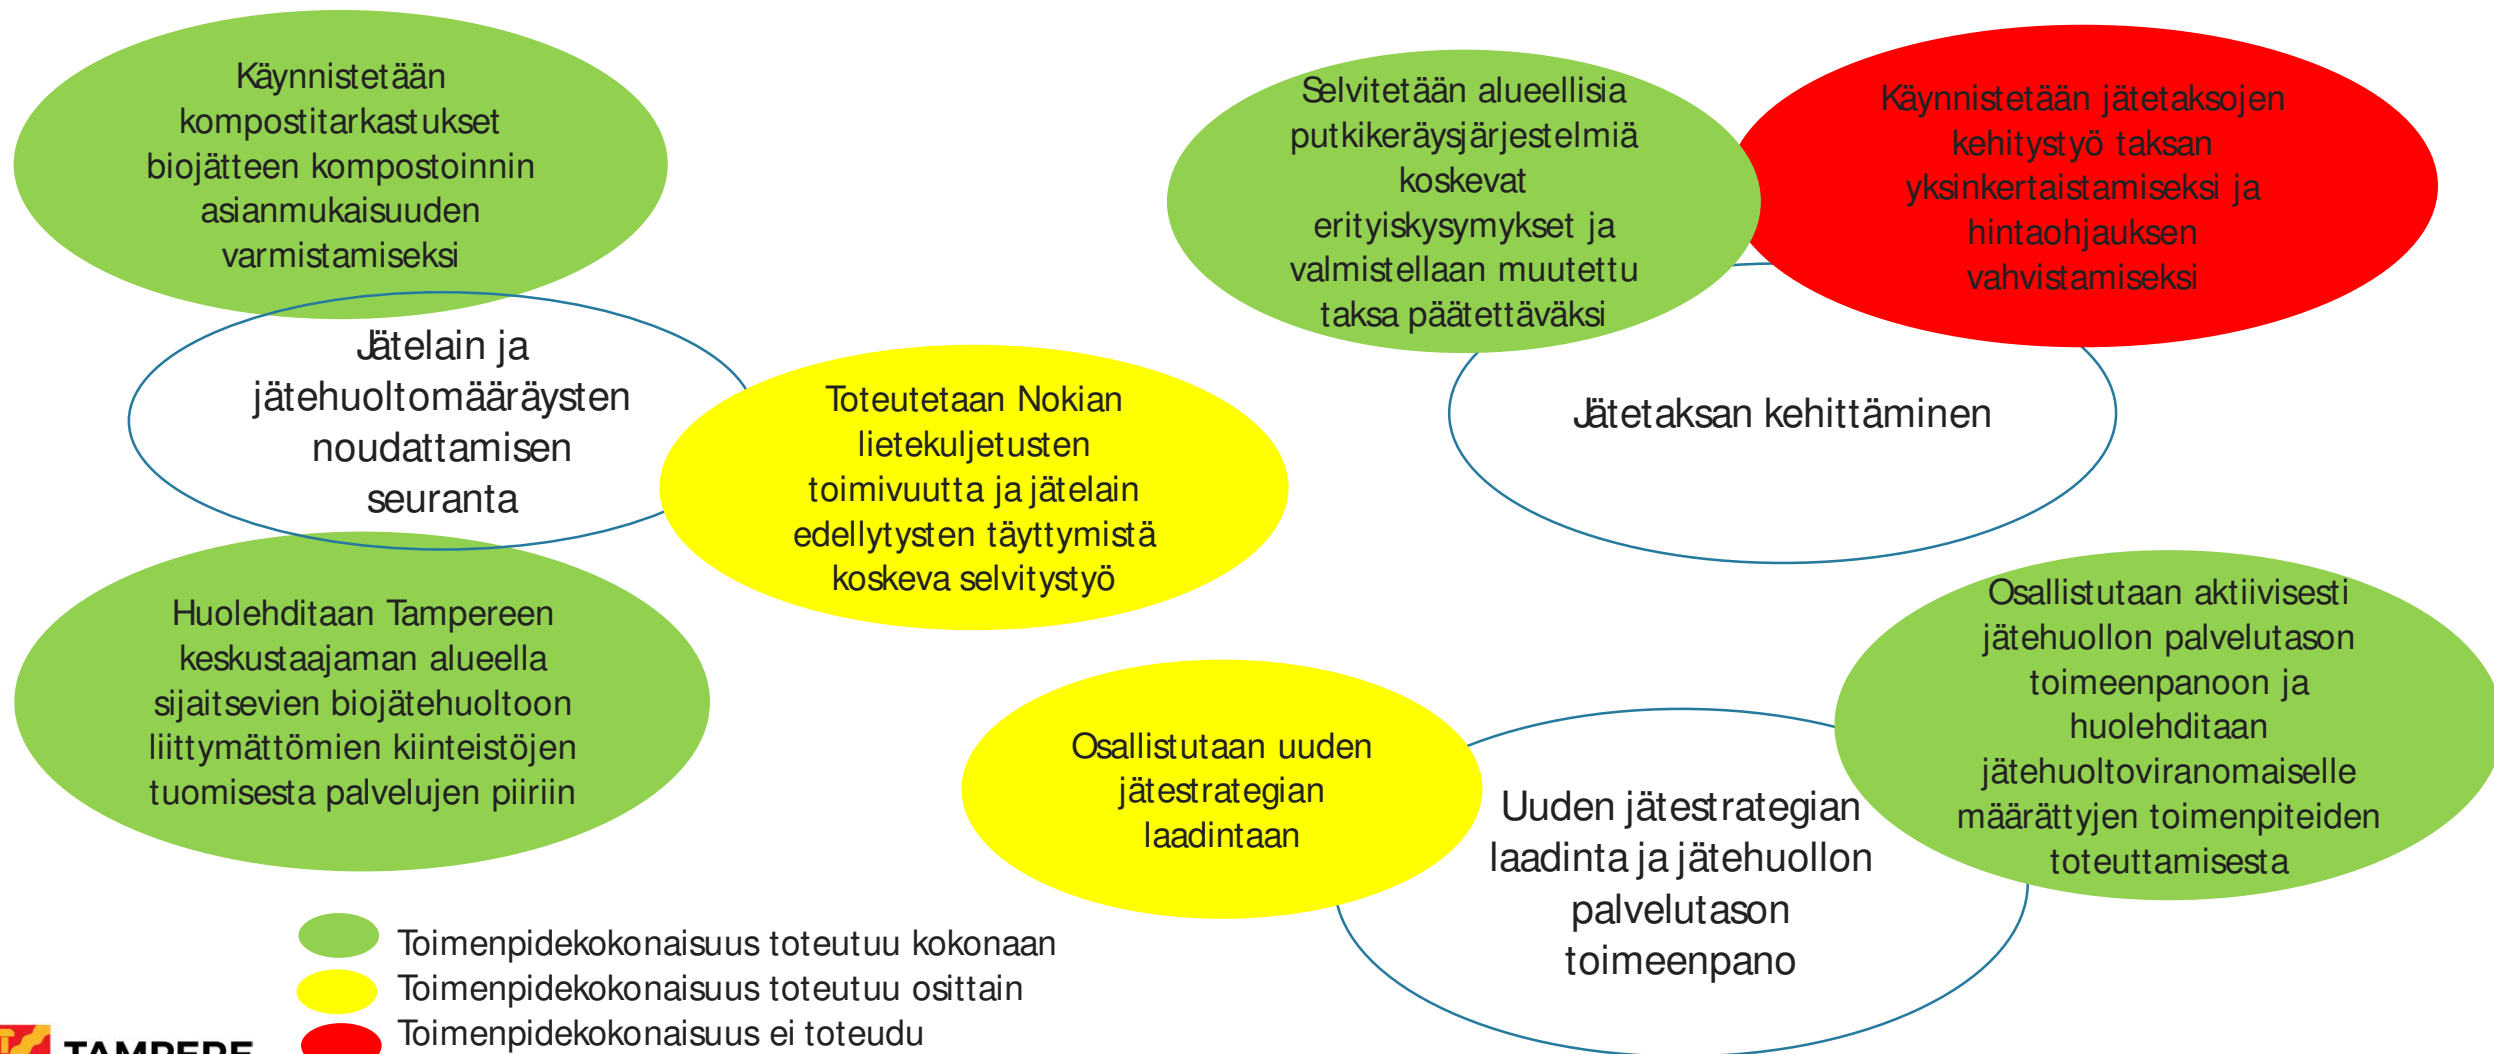 Käynnistetään
kompostitarkastukset
biojätteen kompostoinnin
asianmukaisuuden
varmistamiseksi
Jätelain ja
jätehuoltomääräysten
noudattamisen
seuranta
Huolehditaan Tampereen
keskustaajaman alueella
sijaitsevien biojätehuoltoon
liittymättömien kiinteistöjen
tuomisesta palvelujen piiriin
Toteutetaan Nokian
lietekuljetusten
toimivuutta ja jätelain
edellytysten täyttymistä
koskeva selvitystyö
Selvitetään alueellisia
putkikeräysjärjestelmiä
koskevat
erityiskysymykset ja
valmistellaan muutettu
taksa päätettäväksi
Käynnistetään jätetaksojen
kehitystyö taksan
yksinkertaistamiseksi ja
hintaohjauksen
vahvistamiseksi
Jätetaksan kehittäminen
Osallistutaan uuden
jätestrategian
laadintaan
Uuden jätestrategian
laadinta ja jätehuollon
palvelutason
toimeenpano
Osallistutaan aktiivisesti
jätehuollon palvelutason
toimeenpanoon ja
huolehditaan
jätehuoltoviranomaiselle
määrättyjen toimenpiteiden
toteuttamisesta
Toimenpidekokonaisuus toteutuu kokonaan
Toimenpidekokonaisuus toteutuu osittain
Toimenpidekokonaisuus ei toteudu
TAMPERE